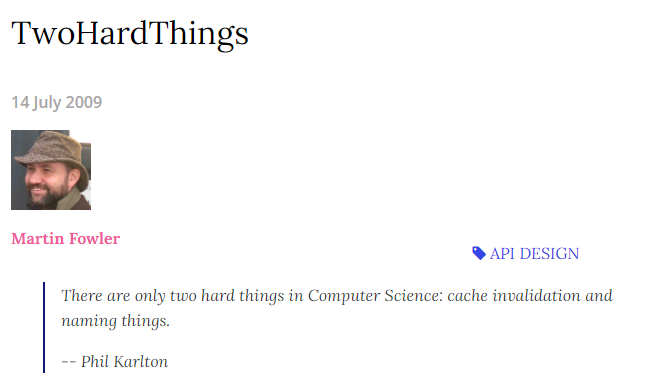 TwoHardThings
14 July 2009
Martin Fowler
API DESIGN
There are only two hard things in Computer Science: cache invalidation and
naming things.
-- Phil Karlton